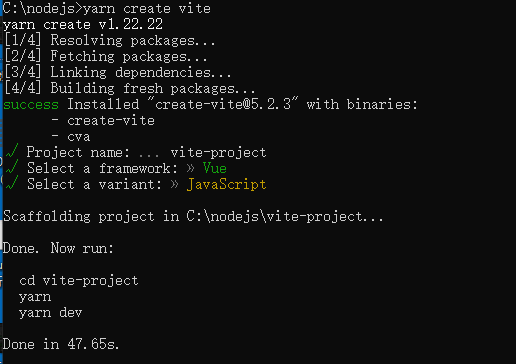 C:\nodejs>yarn create vite
yarn create v1.22.22
[1/4] Resolving packages...
[2/4] Fetching packages...
[3/4] Linking dependencies...
[4/4] Building fresh packages...
success Installed "create-vite@5.2.3" with binaries:
- create-vite
- cva
√ Project name: ... vite-project
√ Select a framework: » Vue
√ Select a variant: » JavaScript
Scaffolding project in C:\nodejs\vite-project...
Done. Now run:
cd vite-project
yarn
yarn dev
Done in 47.65s.